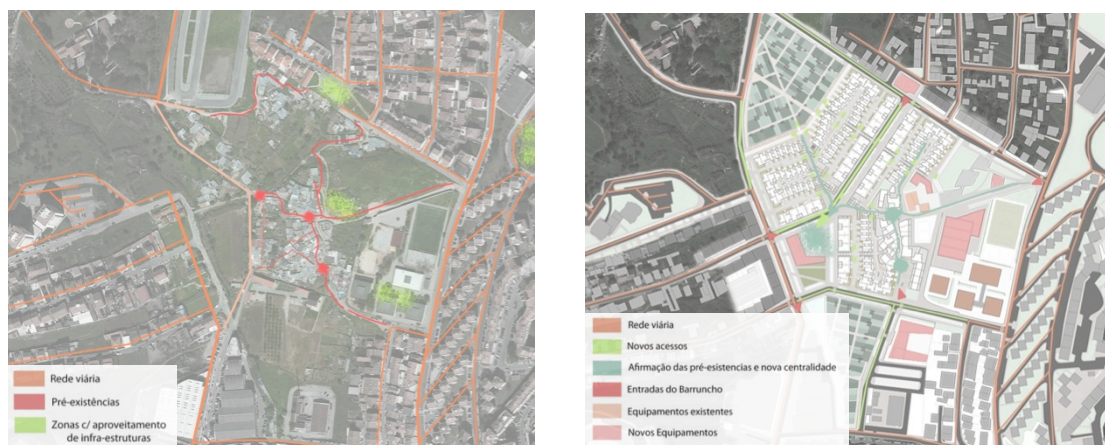 Rede viária
Pré-existências
Zonas c/ aproveitamento
de infra-estruturas
Rede viária
Novos acessos
Afirmação das pré-esistencias e nova centralidade
Entradas do Barruncho
Equipamentos existentes
Novos Equipamentos